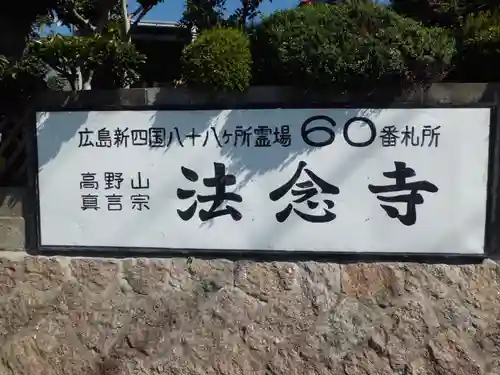 広島新四国八十八ヶ所霊場60番札所
高野山
真言宗
法念寺